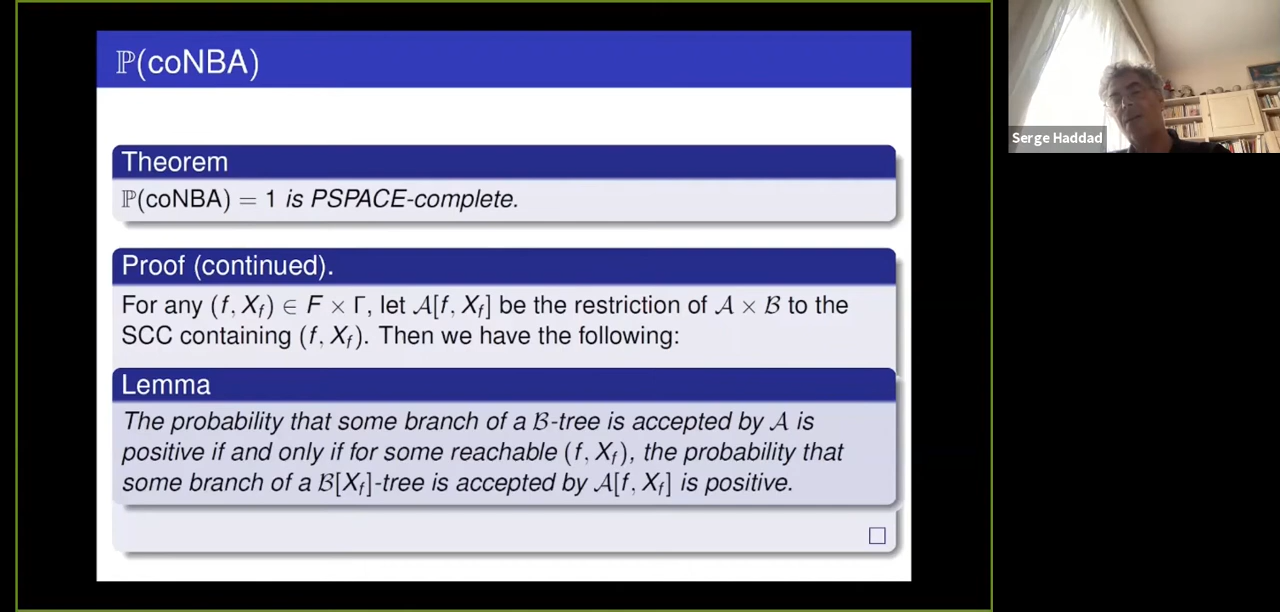 ℙ(coNBA)
Theorem
ℙ(coNBA) = 1 is PSPACE-complete.
Proof (continued).
For any (f, X_f) ∈ F × Γ, let 𝒜[f, X_f] be the restriction of 𝒜 × ℬ to the
SCC containing (f, X_f). Then we have the following:
Lemma
The probability that some branch of a ℬ-tree is accepted by 𝒜 is
positive if and only if for some reachable (f, X_f), the probability that
some branch of a ℬ[X_f]-tree is accepted by 𝒜[f, X_f] is positive.
□
Serge Haddad